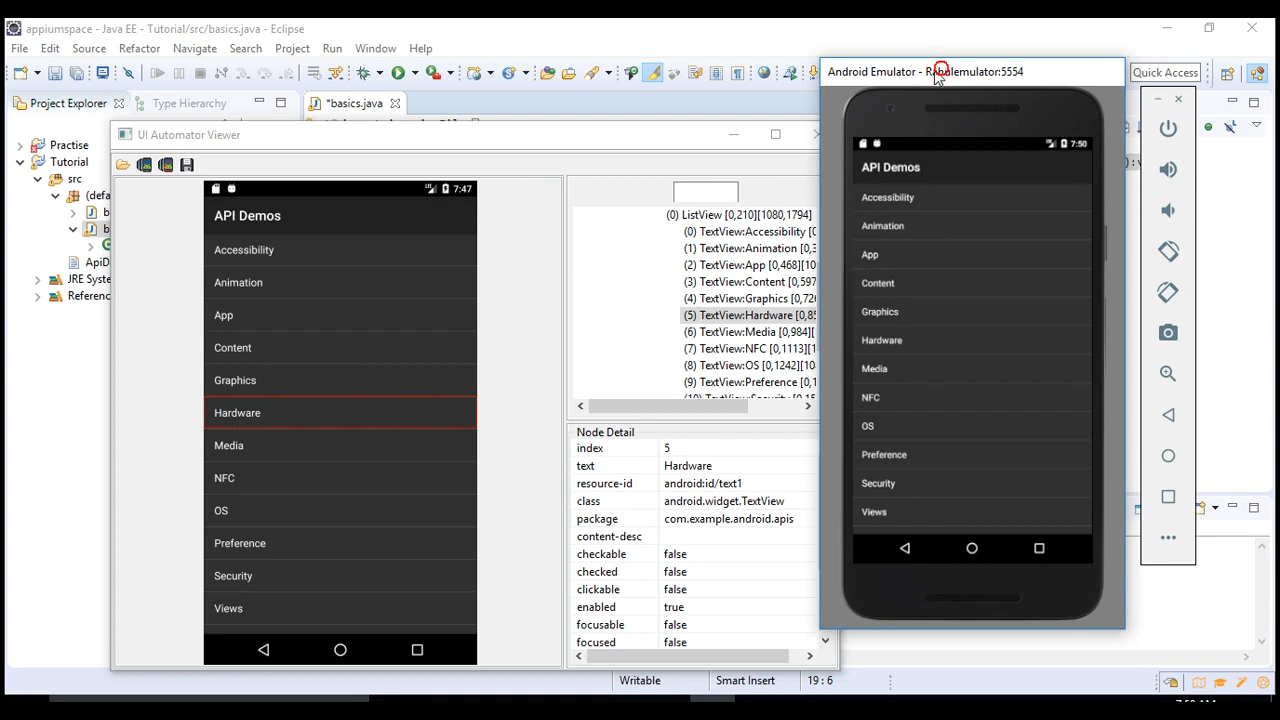 appiumspace - Java EE - Tutorial/src/basics.java - Eclipse
File Edit Source Refactor Navigate Search Project Run Window Help
Quick Access
Project Explorer
Type Hierarchy
*basics.java
Practise
Tutorial
src
(defa
b
b
ApiD
JRE Syste
Reference
UI Automator Viewer
7:47
API Demos
Accessibility
Animation
App
Content
Graphics
Hardware
Media
NFC
OS
Preference
Security
Views
(0) ListView [0,210][1080,1794]
(0) TextView:Accessibility [0,
(1) TextView:Animation [0,3
(2) TextView:App [0,468][10
(3) TextView:Content [0,597
(4) TextView:Graphics [0,726
(5) TextView:Hardware [0,85
(6) TextView:Media [0,984][
(7) TextView:NFC [0,1113][1
(8) TextView:OS [0,1242][10
(9) TextView:Preference [0,1
Node Detail
index 5
text Hardware
resource-id android:id/text1
class android.widget.TextView
package com.example.android.apis
content-desc
checkable false
checked false
clickable false
enabled true
focusable false
focused false
Android Emulator - Rahulemulator:5554
7:50
API Demos
Accessibility
Animation
App
Content
Graphics
Hardware
Media
NFC
OS
Preference
Security
Views
Writable
Smart Insert
19 : 6